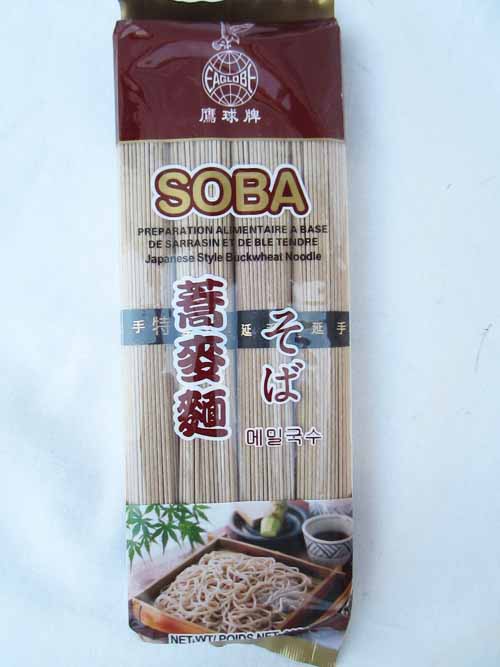 EAGLOBE
鷹球牌
SOBA
PREPARATION ALIMENTAIRE A BASE
DE SARRASIN ET DE BLE TENDRE
Japanese Style Buckwheat Noodle
蕎麥麵
そば
메밀국수
手 特 延 延 手
NET.WT/ POIDS NET